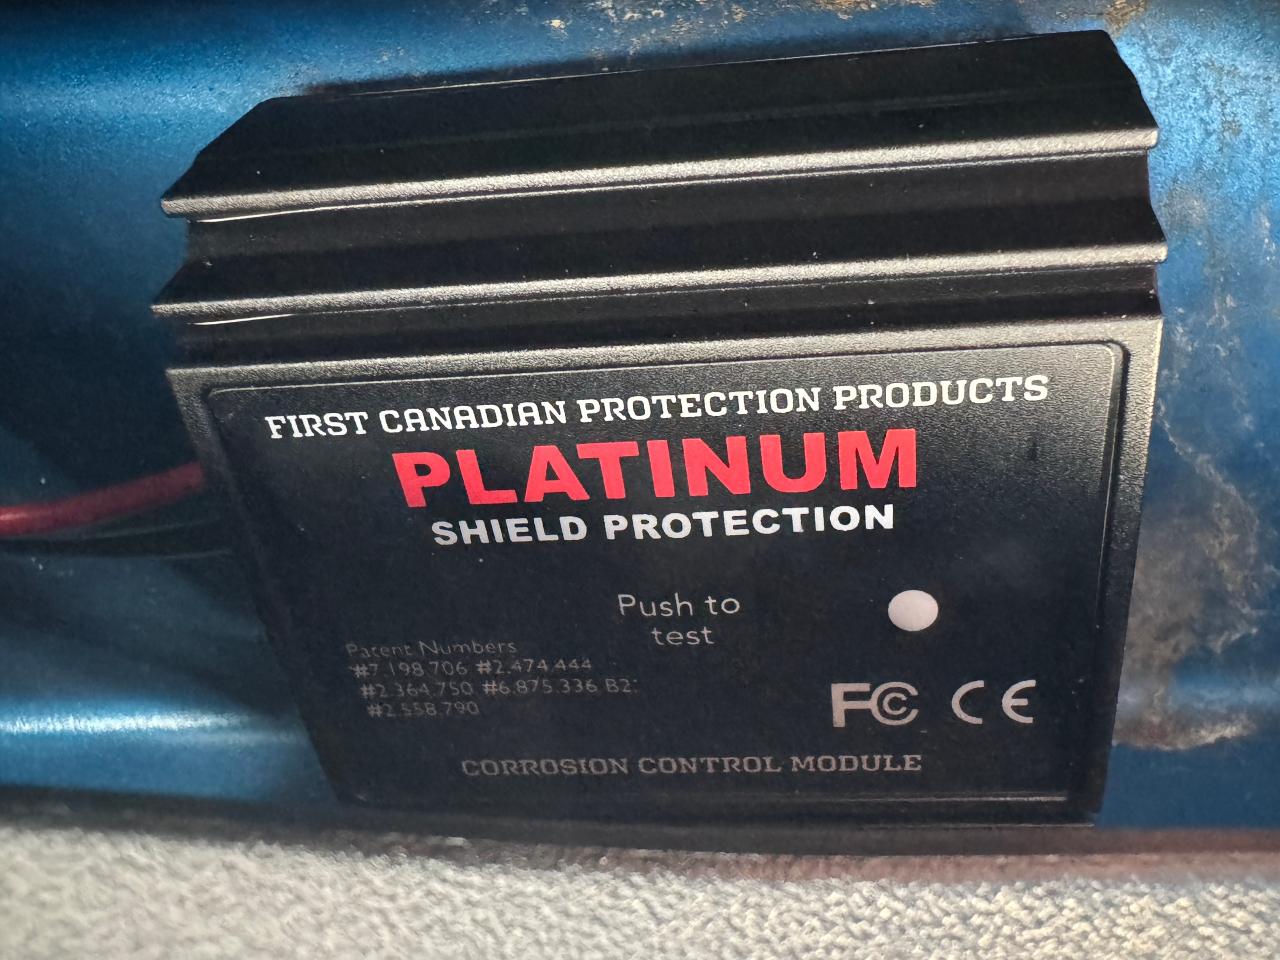 FIRST CANADIAN PROTECTION PRODUCTS
PLATINUM
SHIELD PROTECTION
Push to
test
Patent Numbers
#7.198.706 #2.474.444
#2.364.750 #6.875.336 B2:
#2.558.790
FC CE
CORROSION CONTROL MODULE